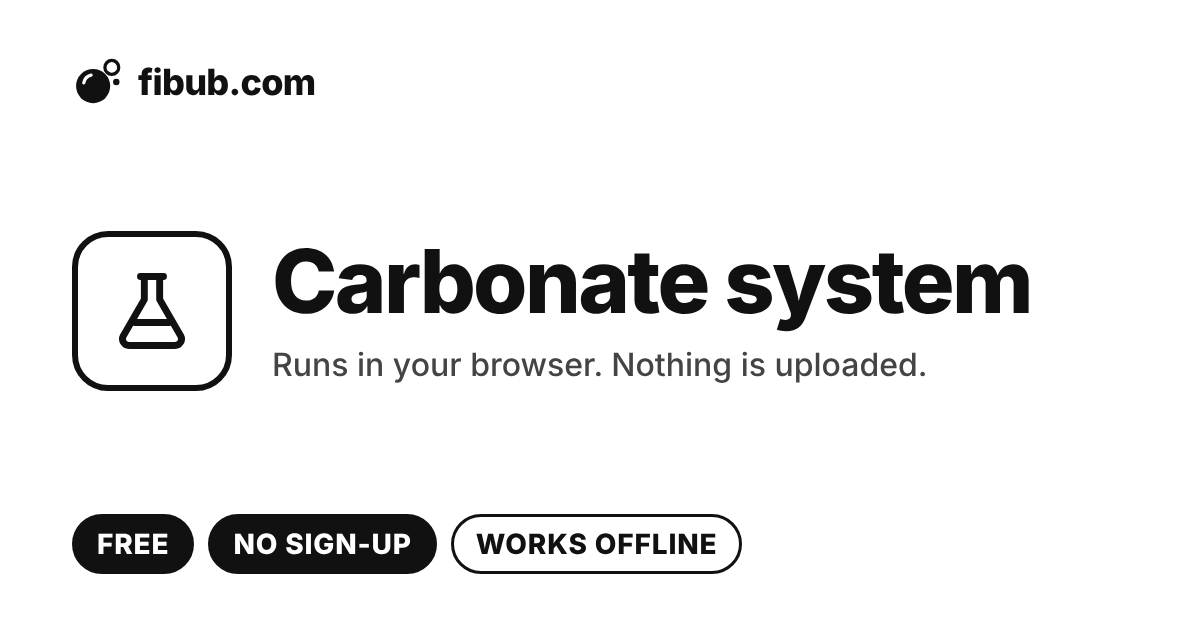 fibub.com
Carbonate system
Runs in your browser. Nothing is uploaded.
FREE
NO SIGN-UP
WORKS OFFLINE